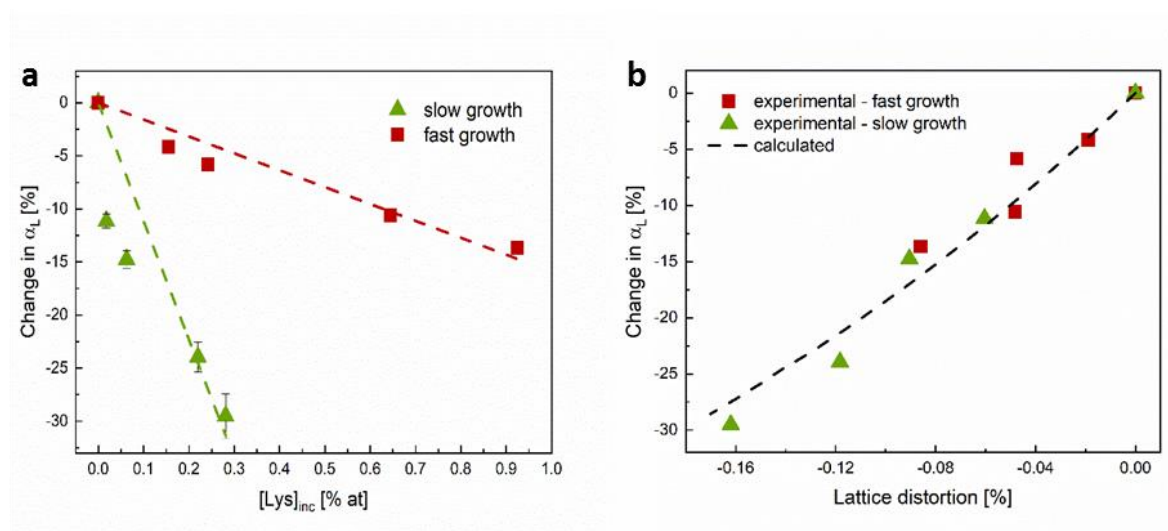 a
0
-5
-10
-15
-20
-25
-30
Change in αL [%]
slow growth
fast growth
0.0 0.1 0.2 0.3 0.4 0.5 0.6 0.7 0.8 0.9 1.0
[Lys]inc [% at]
b
0
-5
-10
-15
-20
-25
-30
Change in αL [%]
experimental - fast growth
experimental - slow growth
calculated
-0.16 -0.12 -0.08 -0.04 0.00
Lattice distortion [%]